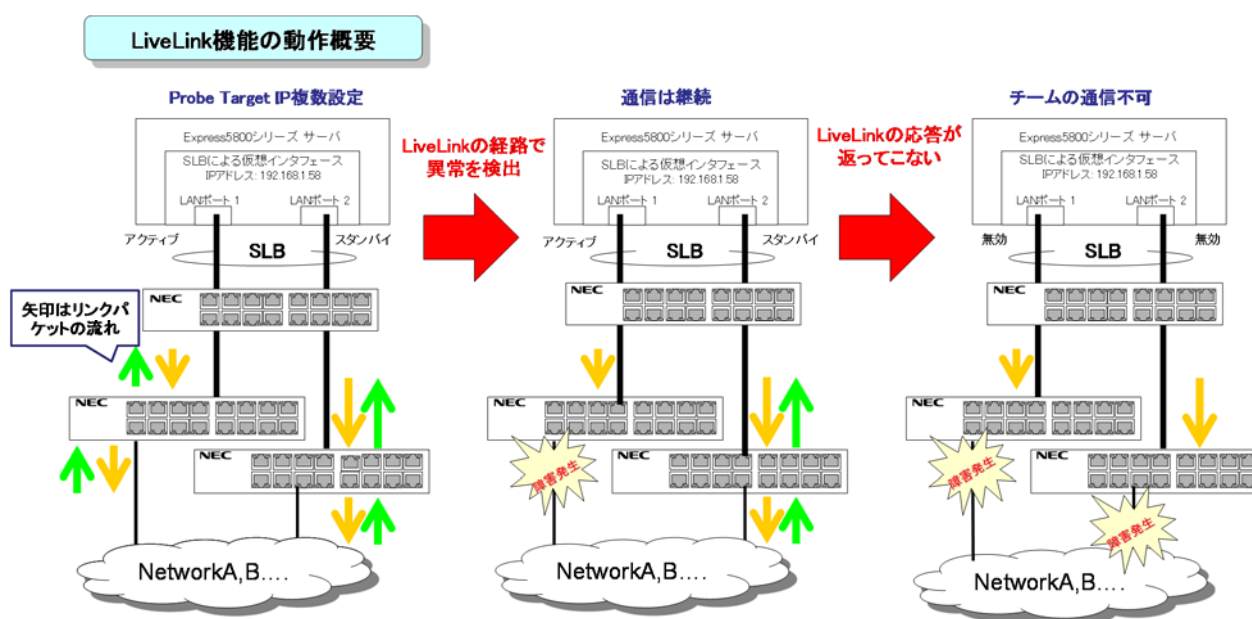 LiveLink機能の動作概要
Probe Target IP複数設定
Express5800シリーズ サーバ
SLBによる仮想インタフェース
IPアドレス: 192.168.1.58
LANポート 1
LANポート 2
アクティブ
スタンバイ
SLB
矢印はリンクパ
ケットの流れ
NEC
NEC
NEC
NetworkA,B....
LiveLinkの経路で
異常を検出
通信は継続
Express5800シリーズ サーバ
SLBによる仮想インタフェース
IPアドレス: 192.168.1.58
LANポート 1
LANポート 2
アクティブ
スタンバイ
SLB
NEC
NEC
NEC
障害発生
NetworkA,B....
LiveLinkの応答が
返ってこない
チームの通信不可
Express5800シリーズ サーバ
SLBによる仮想インタフェース
IPアドレス: 192.168.1.58
LANポート 1
LANポート 2
無効
無効
SLB
NEC
NEC
NEC
障害発生
障害発生
NetworkA,B....